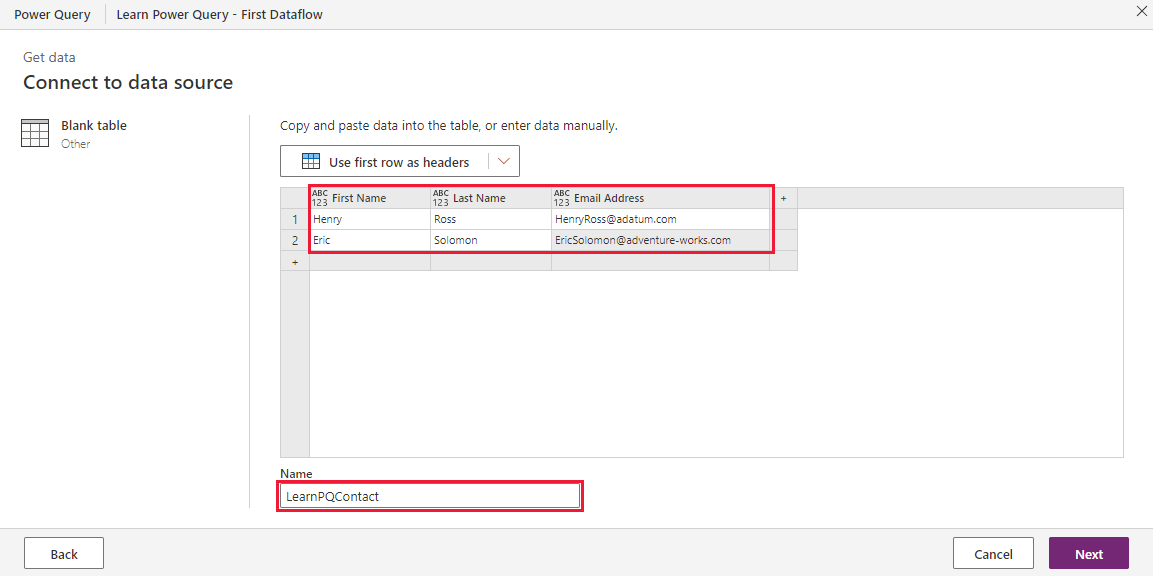 Power Query Learn Power Query - First Dataflow
Get data
Connect to data source
Blank table
Other
Copy and paste data into the table, or enter data manually.
Use first row as headers
ABC 123 First Name ABC 123 Last Name ABC 123 Email Address +
1 Henry Ross HenryRoss@adatum.com
2 Eric Solomon EricSolomon@adventure-works.com
+
Name
LearnPQContact
Back Cancel Next